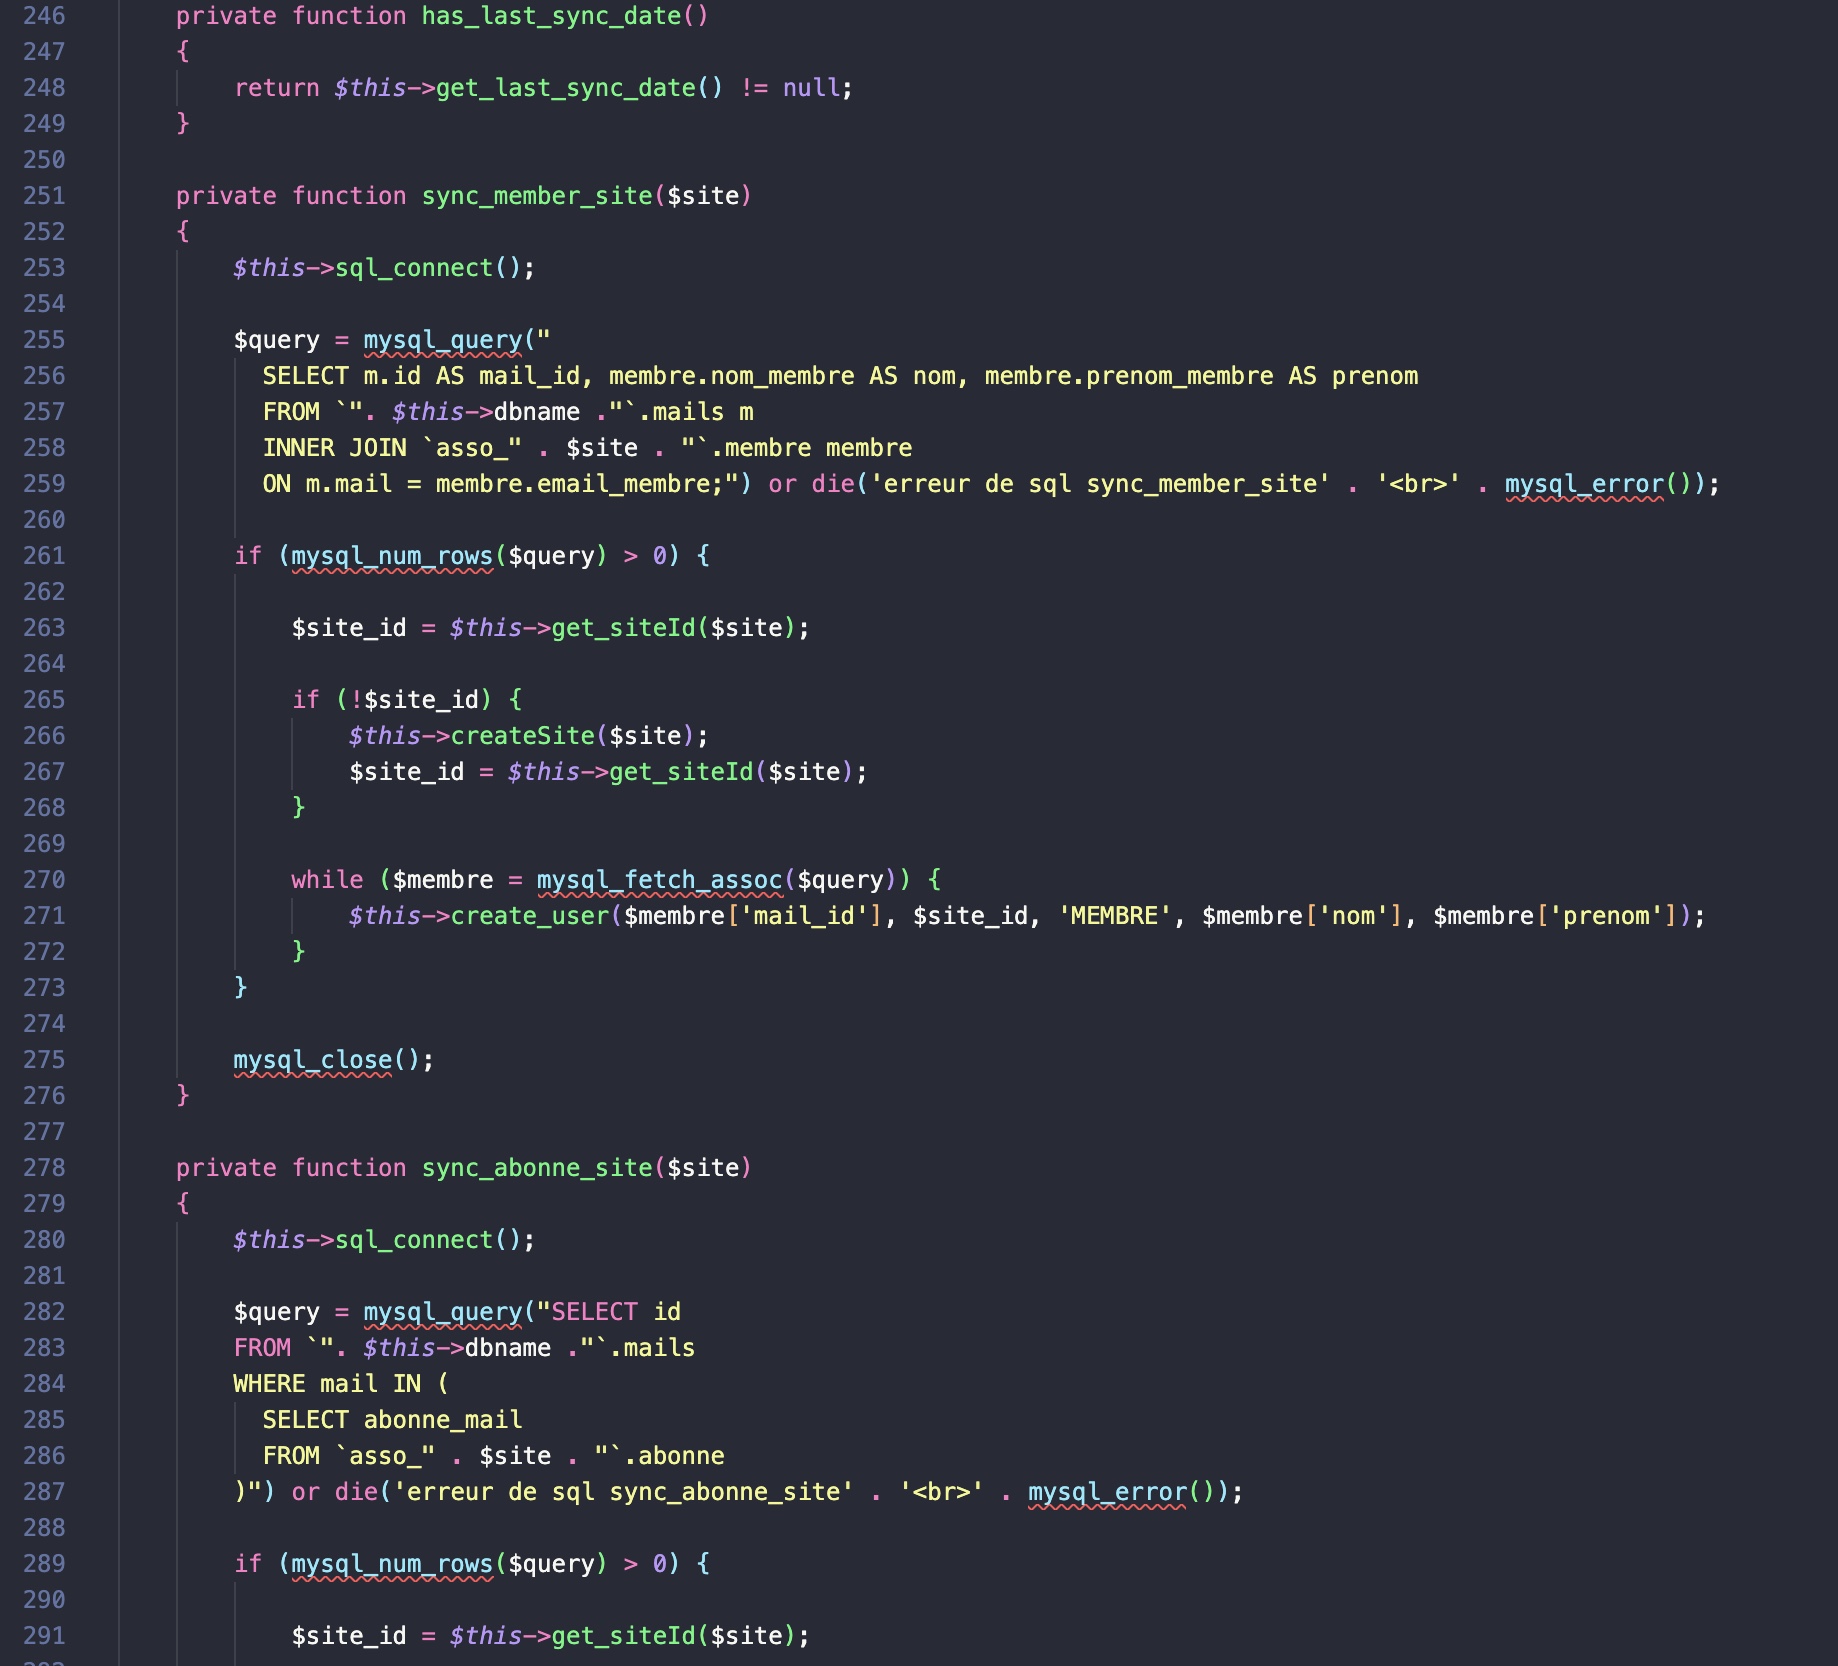 246 private function has_last_sync_date()
247 {
248 return $this->get_last_sync_date() != null;
249 }
250
251 private function sync_member_site($site)
252 {
253 $this->sql_connect();
254
255 $query = mysql_query("
256 SELECT m.id AS mail_id, membre.nom_membre AS nom, membre.prenom_membre AS prenom
257 FROM `". $this->dbname ."`.mails m
258 INNER JOIN `asso_" . $site . "`.membre membre
259 ON m.mail = membre.email_membre;") or die('erreur de sql sync_member_site' . '<br>' . mysql_error());
260
261 if (mysql_num_rows($query) > 0) {
262
263 $site_id = $this->get_siteId($site);
264
265 if (!$site_id) {
266 $this->createSite($site);
267 $site_id = $this->get_siteId($site);
268 }
269
270 while ($membre = mysql_fetch_assoc($query)) {
271 $this->create_user($membre['mail_id'], $site_id, 'MEMBRE', $membre['nom'], $membre['prenom']);
272 }
273 }
274
275 mysql_close();
276 }
277
278 private function sync_abonne_site($site)
279 {
280 $this->sql_connect();
281
282 $query = mysql_query("SELECT id
283 FROM `". $this->dbname ."`.mails
284 WHERE mail IN (
285 SELECT abonne_mail
286 FROM `asso_" . $site . "`.abonne
287 )") or die('erreur de sql sync_abonne_site' . '<br>' . mysql_error());
288
289 if (mysql_num_rows($query) > 0) {
290
291 $site_id = $this->get_siteId($site);